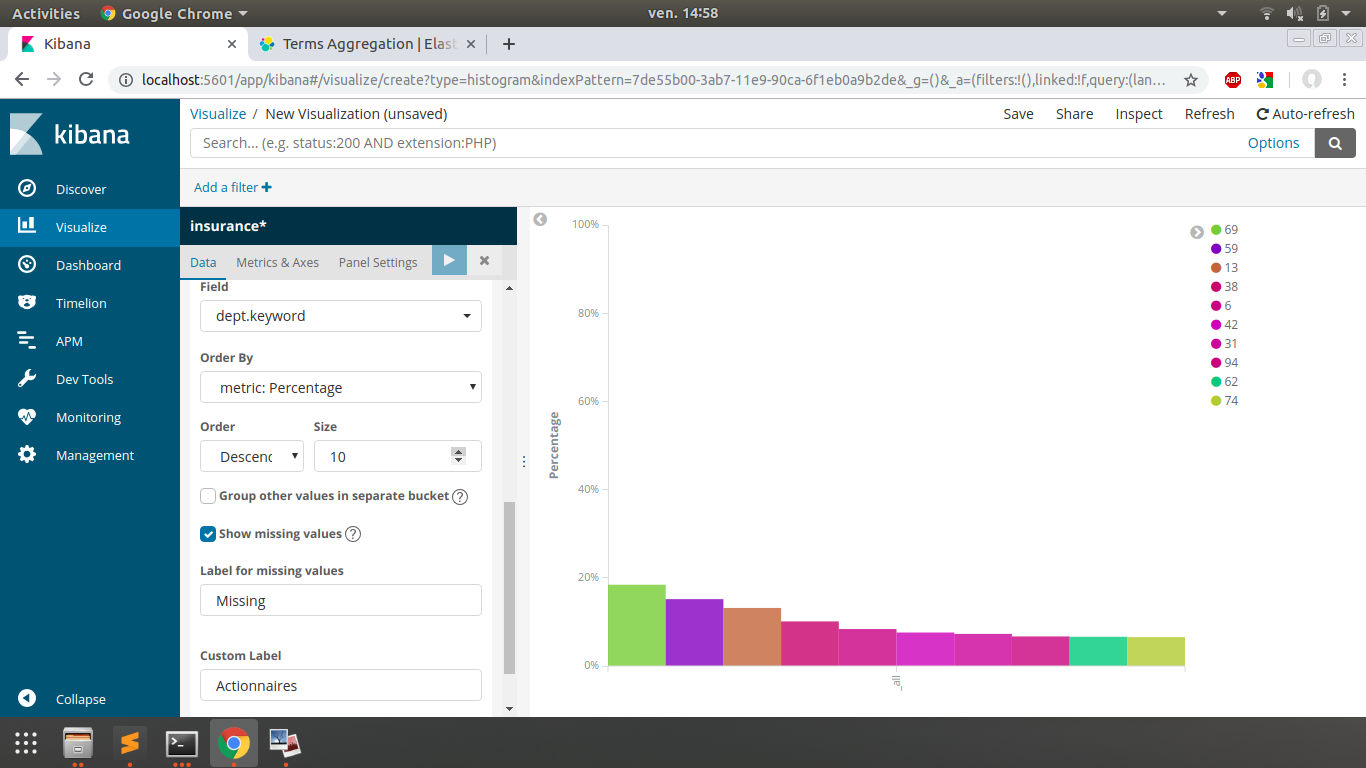 Activities
Google Chrome
ven. 14:58
Kibana
Terms Aggregation | Elast
localhost:5601/app/kibana#/visualize/create?type=histogram&indexPattern=7de55b00-3ab7-11e9-90ca-6f1eb0a9b2de&_g=()&_a=(filters:!(),linked:!f,query:(lan...
ABP
kibana
Discover
Visualize
Dashboard
Timelion
APM
Dev Tools
Monitoring
Management
Collapse
Visualize / New Visualization (unsaved)
Save Share Inspect Refresh Auto-refresh
Search... (e.g. status:200 AND extension:PHP)
Options
Add a filter +
insurance*
Data Metrics & Axes Panel Settings
Field
dept.keyword
Order By
metric: Percentage
Order Size
Descenc 10
Group other values in separate bucket ?
Show missing values ?
Label for missing values
Missing
Custom Label
Actionnaires
Percentage
100%
80%
60%
40%
20%
0%
_all
69
59
13
38
6
42
31
94
62
74